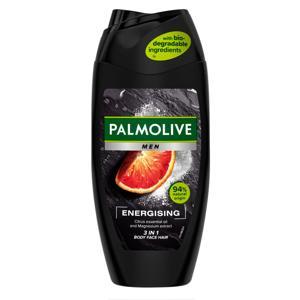 with bio-
degradable
ingredients*
PALMOLIVE
MEN
94%
natural
origin
ENERGISING
Citrus essential oil
and Magnesium extract
3 IN 1
BODY FACE HAIR